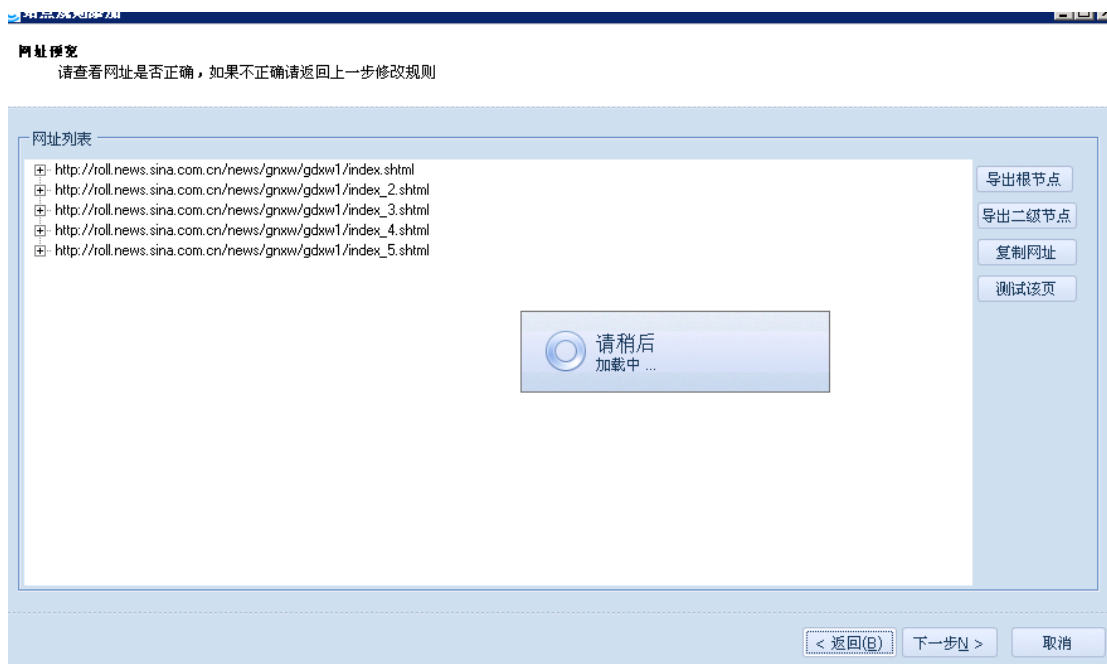 站点规则添加
网址预览
请查看网址是否正确，如果不正确请返回上一步修改规则
网址列表
http://roll.news.sina.com.cn/news/gnxw/gdxw1/index.shtml
http://roll.news.sina.com.cn/news/gnxw/gdxw1/index_2.shtml
http://roll.news.sina.com.cn/news/gnxw/gdxw1/index_3.shtml
http://roll.news.sina.com.cn/news/gnxw/gdxw1/index_4.shtml
http://roll.news.sina.com.cn/news/gnxw/gdxw1/index_5.shtml
导出根节点
导出二级节点
复制网址
测试该页
请稍后
加载中 ...
< 返回(B)
下一步N >
取消